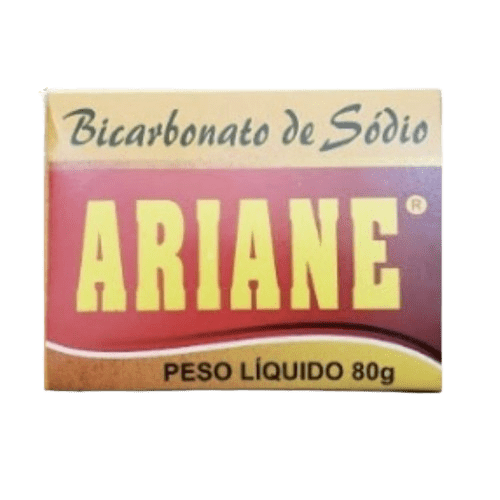 Bicarbonato de Sódio
ARIANE®
PESO LÍQUIDO 80g